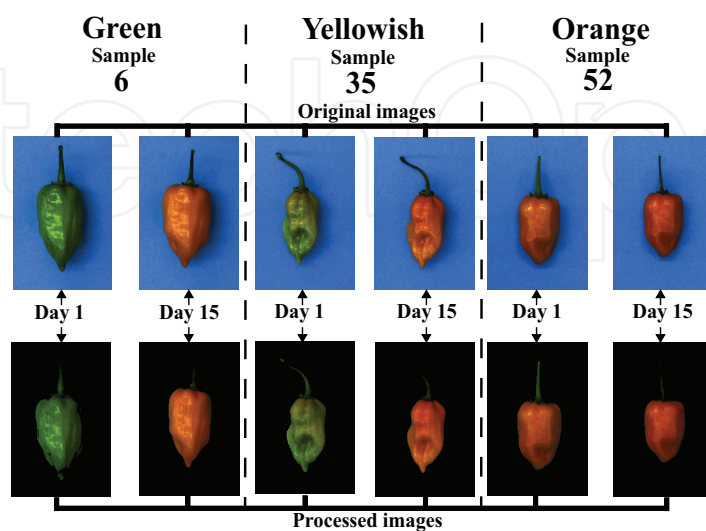 Green
Sample
6
Yellowish
Sample
35
Orange
Sample
52
Original images
Day 1 Day 15 Day 1 Day 15 Day 1 Day 15
Processed images